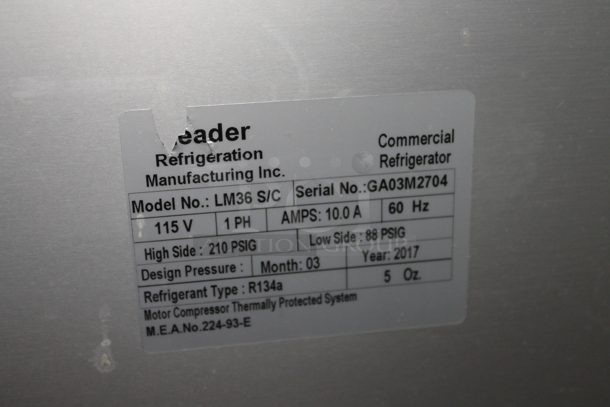 eader
Refrigeration
Manufacturing Inc.
Commercial
Refrigerator
Model No.: LM36 S/C Serial No.:GA03M2704
115 V 1 PH AMPS: 10.0 A 60 Hz
High Side : 210 PSIG Low Side : 88 PSIG
Design Pressure : Month: 03 Year: 2017
Refrigerant Type : R134a 5 Oz.
Motor Compressor Thermally Protected System
M.E.A.No.224-93-E